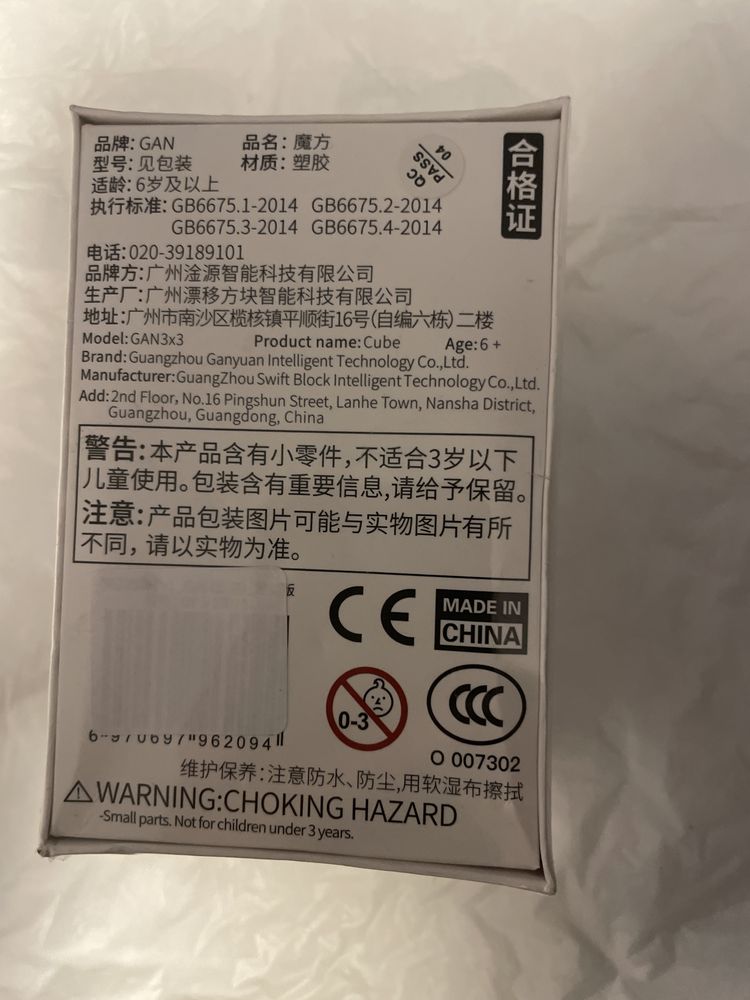 品牌: GAN 品名: 魔方
型号: 见包装 材质: 塑胶
适龄: 6岁及以上
执行标准: GB6675.1-2014 GB6675.2-2014
GB6675.3-2014 GB6675.4-2014
电话: 020-39189101
品牌方: 广州淦源智能科技有限公司
生产厂: 广州漂移方块智能科技有限公司
地址: 广州市南沙区榄核镇平顺街16号(自编六栋)二楼
Model: GAN3x3 Product name: Cube Age: 6 +
Brand: Guangzhou Ganyuan Intelligent Technology Co.,Ltd.
Manufacturer: GuangZhou Swift Block Intelligent Technology Co.,Ltd.
Add: 2nd Floor, No.16 Pingshun Street, Lanhe Town, Nansha District,
Guangzhou, Guangdong, China
合格证
QC
PASS
04
警告: 本产品含有小零件, 不适合3岁以下
儿童使用。包装含有重要信息, 请给予保留。
注意: 产品包装图片可能与实物图片有所
不同, 请以实物为准。
版
CE
MADE IN
CHINA
0-3
CCC
O 007302
6 970697 962094
维护保养: 注意防水、防尘, 用软湿布擦拭
WARNING: CHOKING HAZARD
-Small parts. Not for children under 3 years.